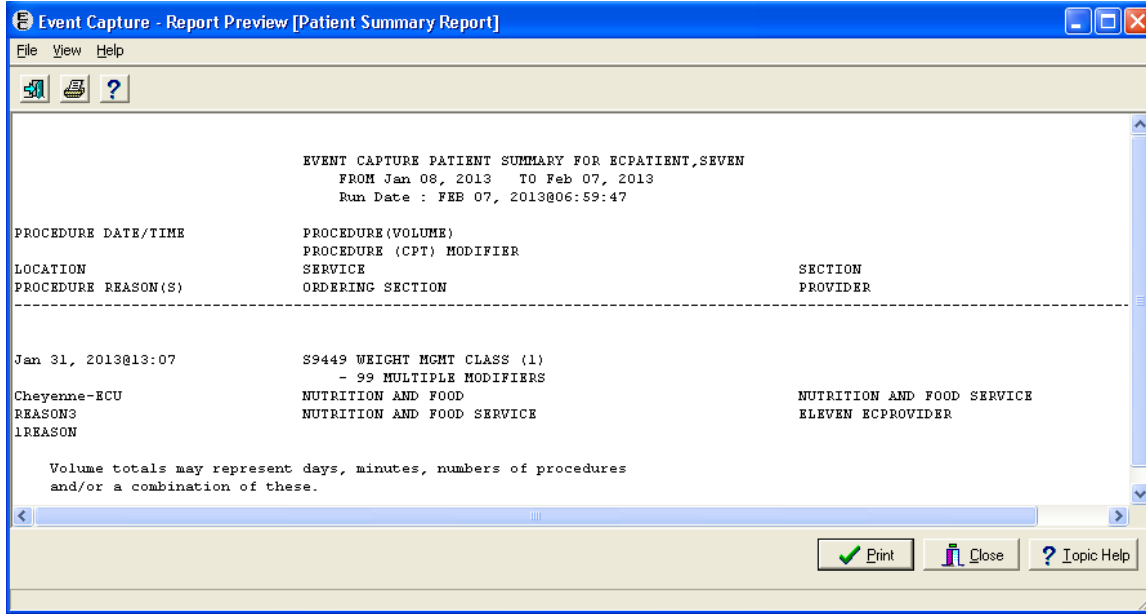 Event Capture - Report Preview [Patient Summary Report]
File View Help
EVENT CAPTURE PATIENT SUMMARY FOR ECPATIENT,SEVEN
FROM Jan 08, 2013 TO Feb 07, 2013
Run Date : FEB 07, 2013@06:59:47
PROCEDURE DATE/TIME PROCEDURE(VOLUME)
PROCEDURE (CPT) MODIFIER
LOCATION SERVICE SECTION
PROCEDURE REASON(S) ORDERING SECTION PROVIDER
Jan 31, 2013@13:07 S9449 WEIGHT MGMT CLASS (1)
- 99 MULTIPLE MODIFIERS
Cheyenne-ECU NUTRITION AND FOOD NUTRITION AND FOOD SERVICE
REASON3 NUTRITION AND FOOD SERVICE ELEVEN ECPROVIDER
1REASON
Volume totals may represent days, minutes, numbers of procedures
and/or a combination of these.
Print Close ? Topic Help